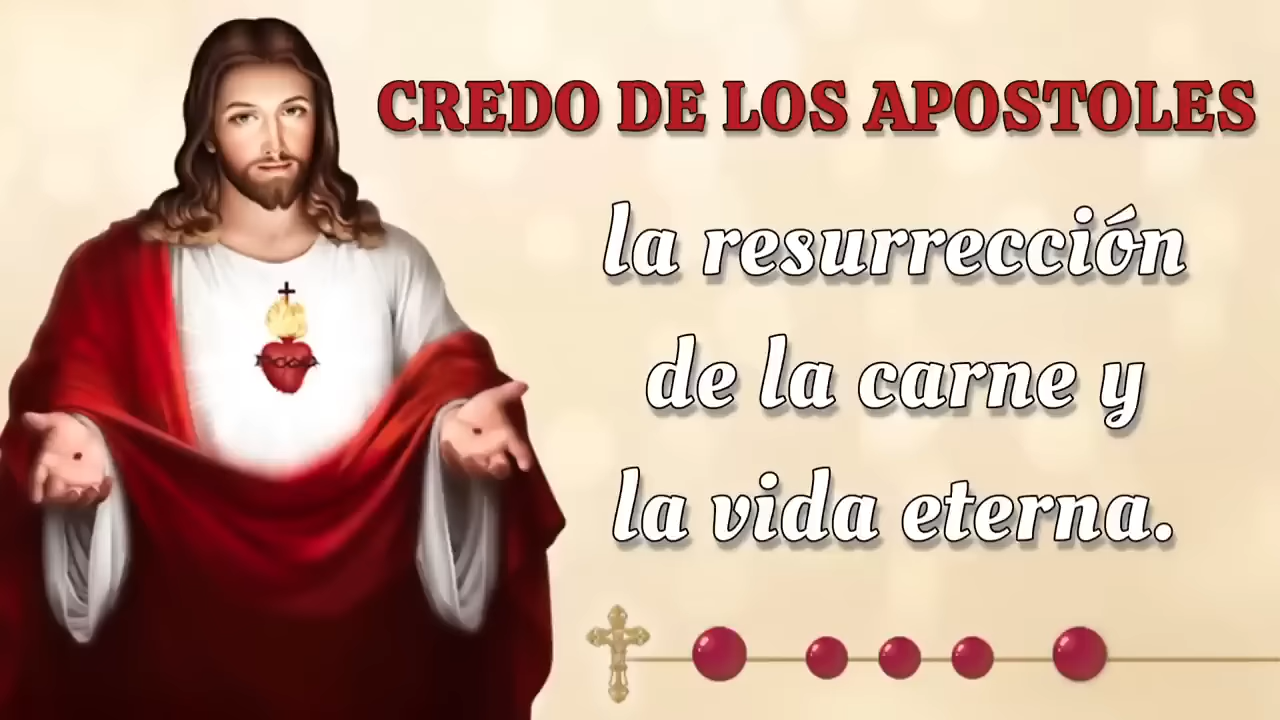 CREDO DE LOS APOSTOLES
la resurrección
de la carne y
la vida eterna.